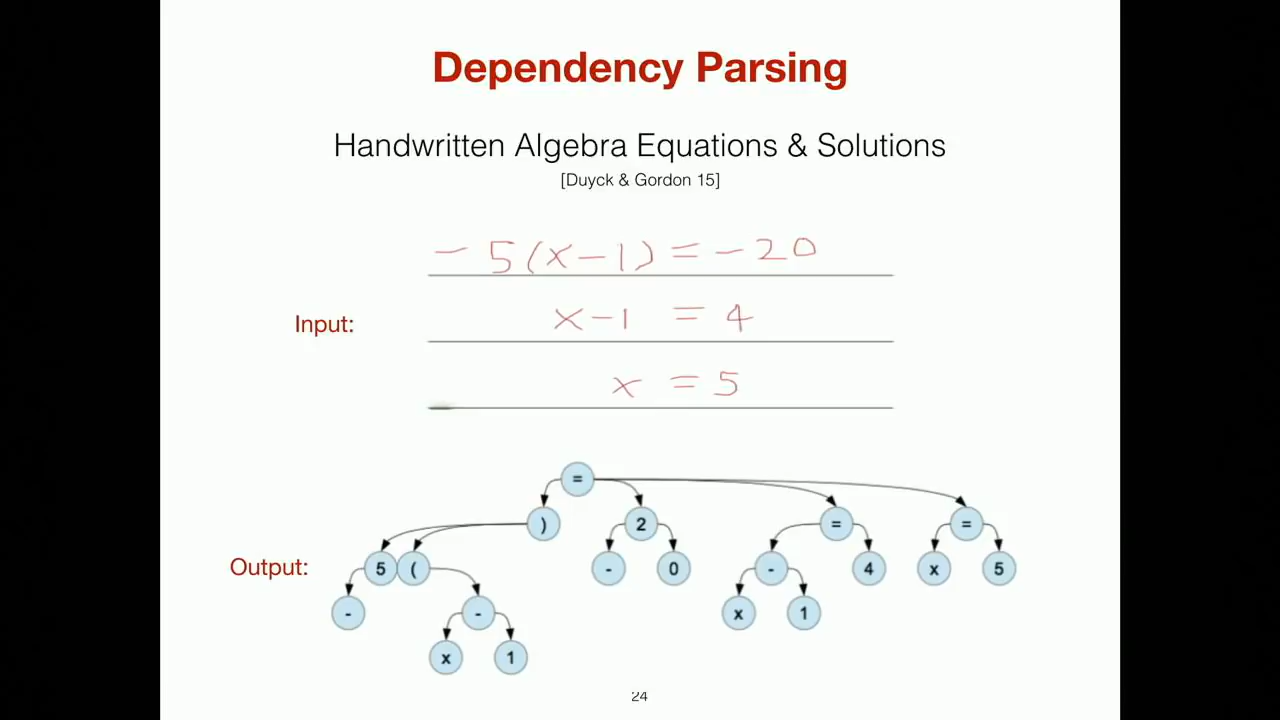 Dependency Parsing
Handwritten Algebra Equations & Solutions
[Duyck & Gordon 15]
- 5(x-1) = -20
Input:
x-1 = 4
x = 5
=
) 2 = =
Output:
5 ( - 0 - 4 x 5
- - x 1
x 1
24